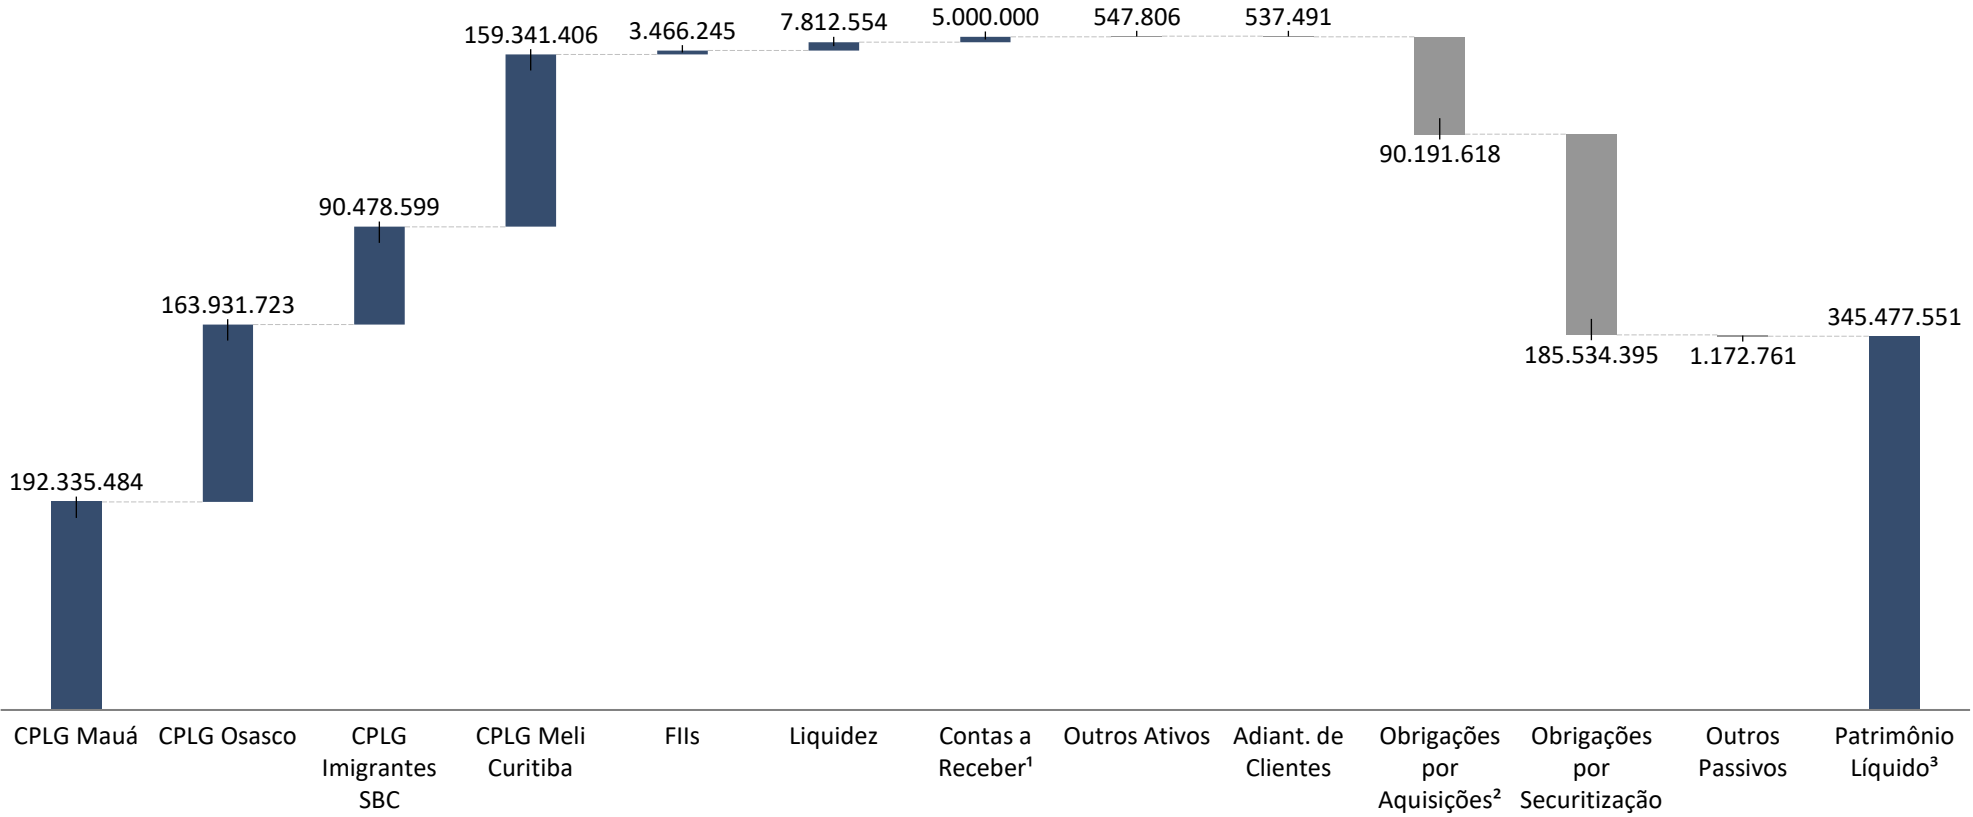 192.335.484
163.931.723
90.478.599
159.341.406
3.466.245
7.812.554
5.000.000
547.806
537.491
90.191.618
185.534.395
1.172.761
345.477.551
CPLG Mauá
CPLG Osasco
CPLG
Imigrantes
SBC
CPLG Meli
Curitiba
FIIs
Liquidez
Contas a
Receber¹
Outros Ativos
Adiant. de
Clientes
Obrigações
por
Aquisições²
Obrigações
por
Securitização
Outros
Passivos
Patrimônio
Líquido³